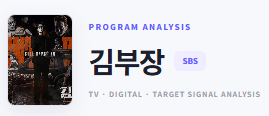 PROGRAM ANALYSIS
김부장 SBS
TV · DIGITAL · TARGET SIGNAL ANALYSIS